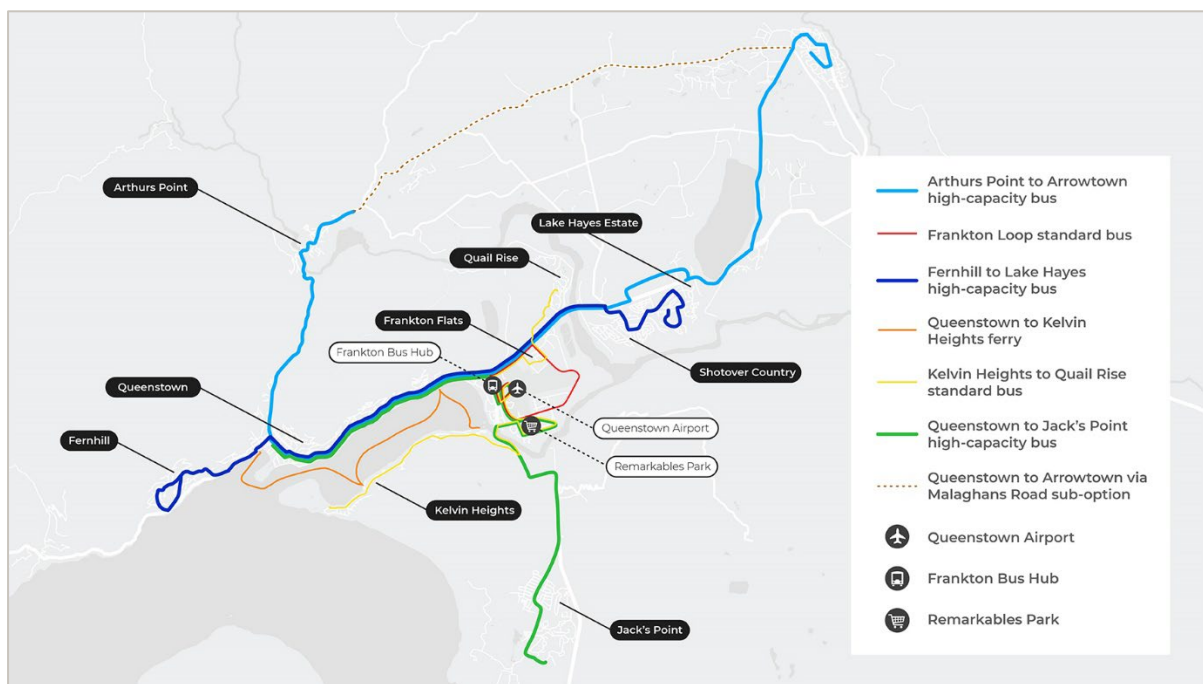 Arthurs Point
Lake Hayes Estate
Quail Rise
Frankton Flats
Frankton Bus Hub
Shotover Country
Queenstown
Queenstown Airport
Fernhill
Remarkables Park
Kelvin Heights
Jack's Point
Arthurs Point to Arrowtown
high-capacity bus
Frankton Loop standard bus
Fernhill to Lake Hayes
high-capacity bus
Queenstown to Kelvin
Heights ferry
Kelvin Heights to Quail Rise
standard bus
Queenstown to Jack's Point
high-capacity bus
Queenstown to Arrowtown via
Malaghans Road sub-option
Queenstown Airport
Frankton Bus Hub
Remarkables Park